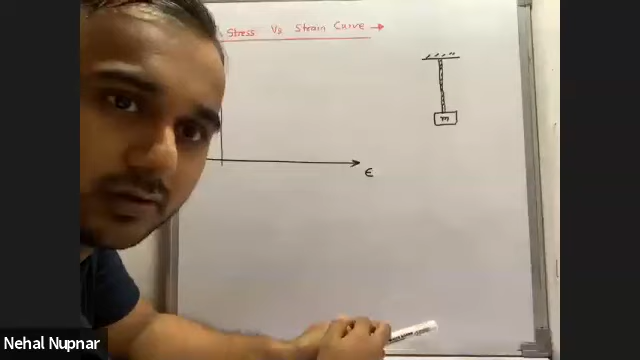 Stress Vs Strain Curve →
m
ε
Nehal Nupnar